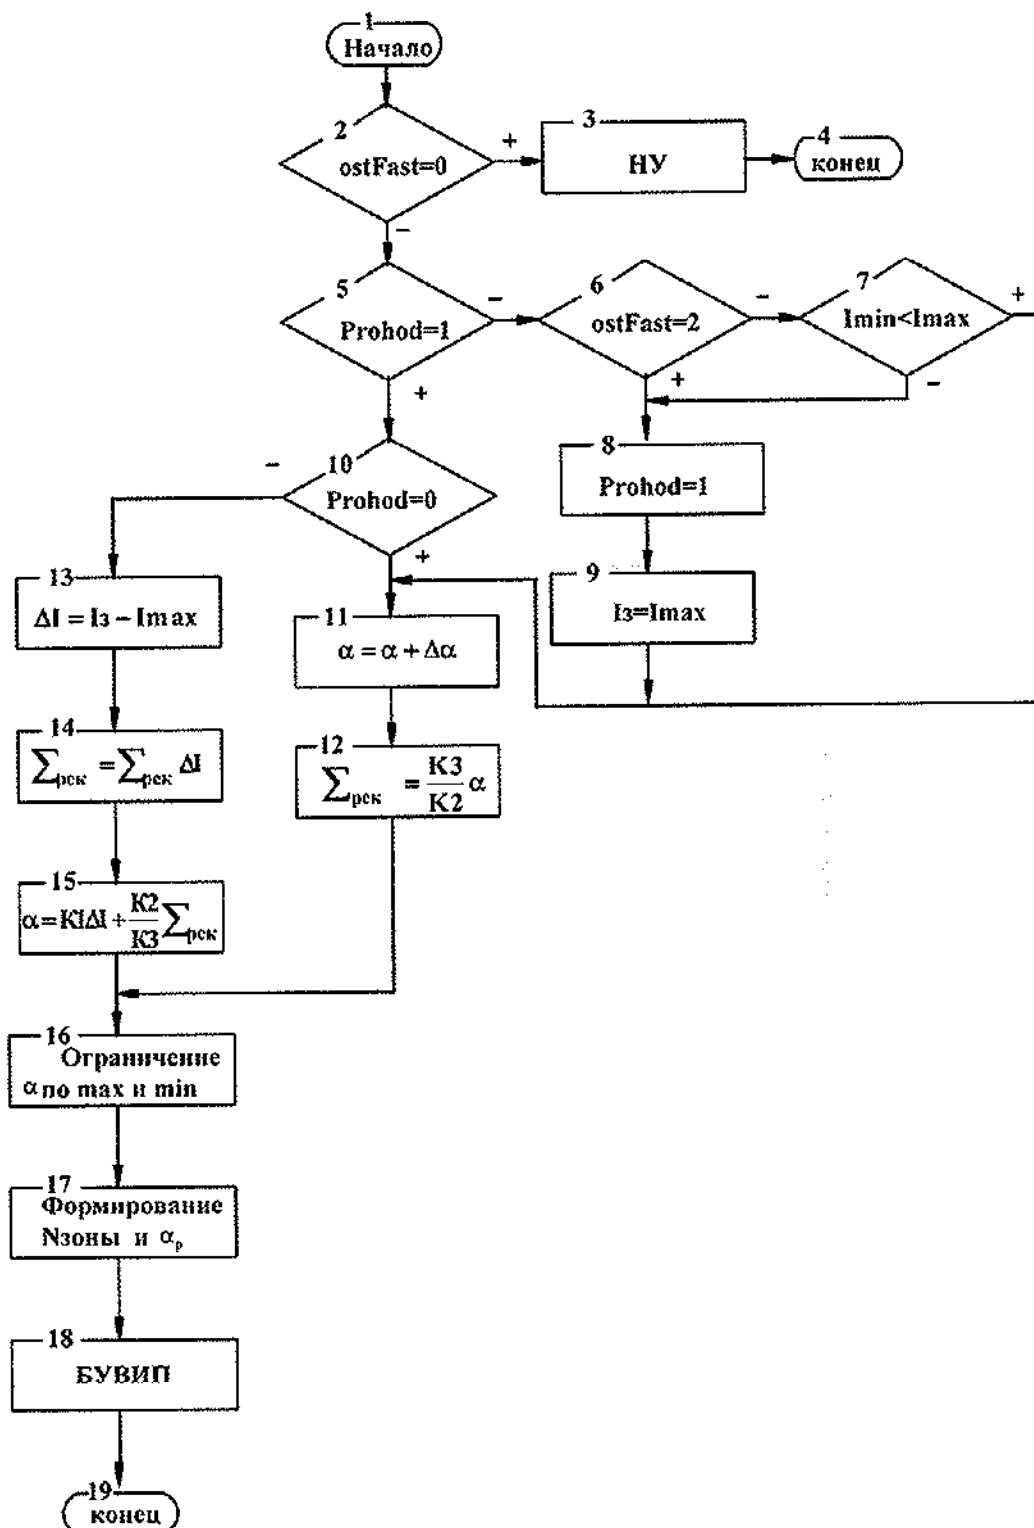 1
Начало
2
ostFast=0
+
3
НУ
4
конец
−
5
Prohod=1
−
6
ostFast=2
−
7
Imin<Imax
+
+
+
−
8
Prohod=1
9
Iз=Imax
10
Prohod=0
−
+
11
α = α + Δα
12
∑рек = K3/K2 α
13
ΔI = Iз − Imax
14
∑рек = ∑рек ΔI
15
α=K1ΔI+K2/K3 ∑рек
16
Ограничение
α по max и min
17
Формирование
Nзоны и αр
18
БУВИП
19
конец